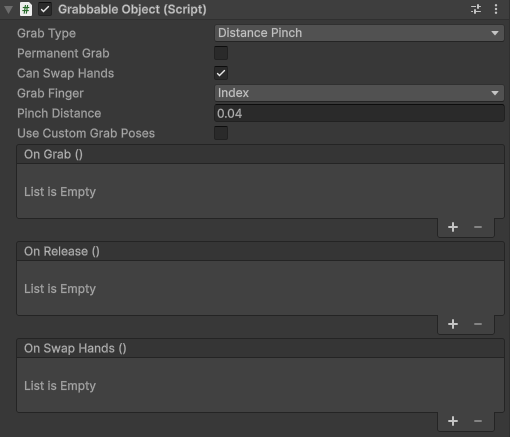 Grabbable Object (Script)
Grab Type Distance Pinch
Permanent Grab
Can Swap Hands
Grab Finger Index
Pinch Distance 0.04
Use Custom Grab Poses
On Grab ()
List is Empty
On Release ()
List is Empty
On Swap Hands ()
List is Empty